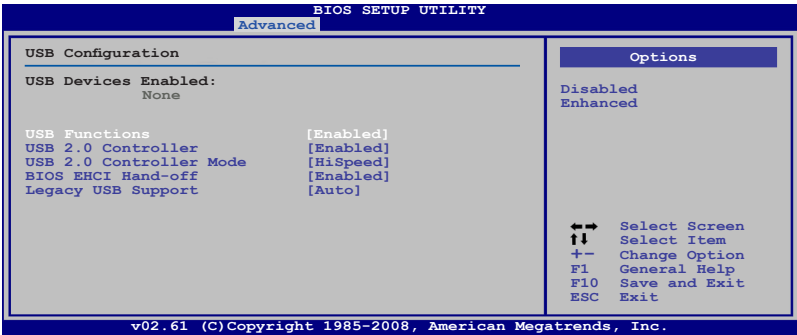 BIOS SETUP UTILITY
Advanced
USB Configuration
USB Devices Enabled:
None
USB Functions [Enabled]
USB 2.0 Controller [Enabled]
USB 2.0 Controller Mode [HiSpeed]
BIOS EHCI Hand-off [Enabled]
Legacy USB Support [Auto]
Options
Disabled
Enhanced
←→ Select Screen
↑↓ Select Item
+- Change Option
F1 General Help
F10 Save and Exit
ESC Exit
v02.61 (C)Copyright 1985-2008, American Megatrends, Inc.